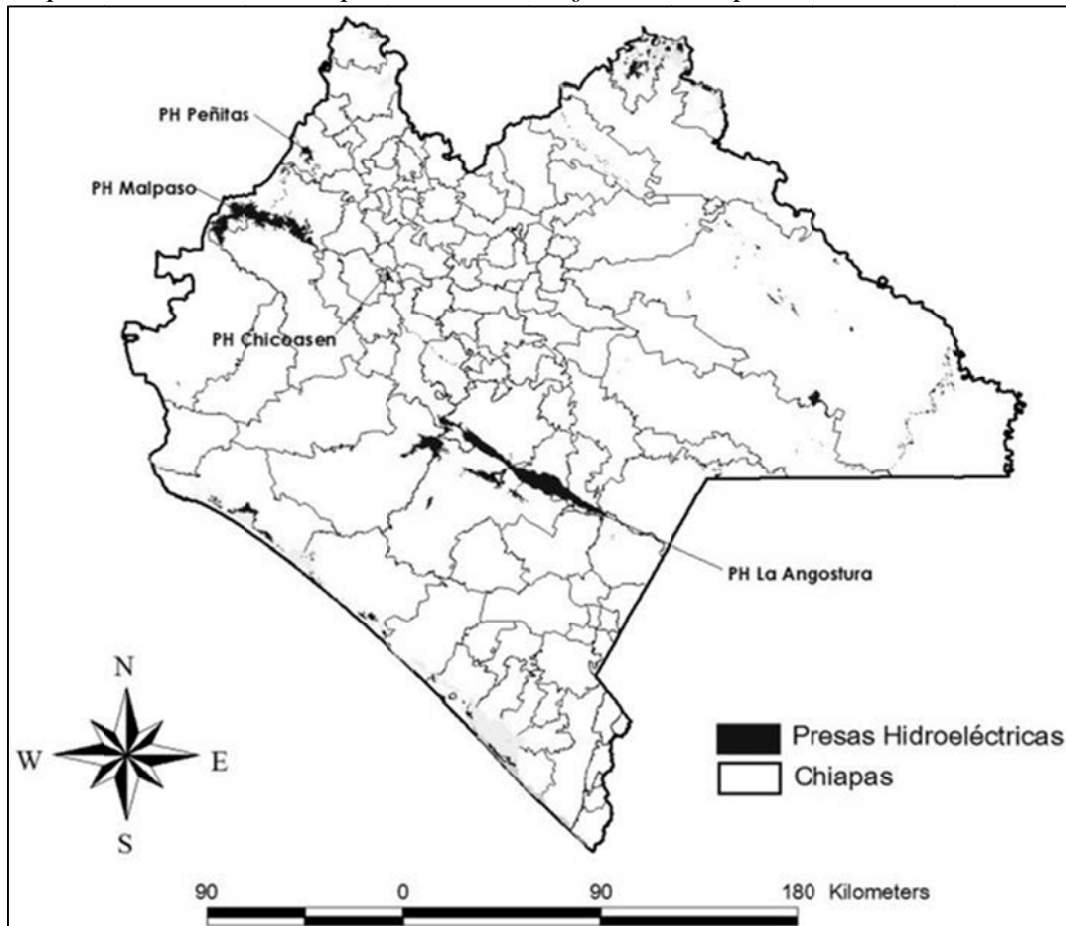 PH Peñitas
PH Malpaso
PH Chicoasen
PH La Angostura
N
W E
S
Presas Hidroeléctricas
Chiapas
90 0 90 180 Kilometers